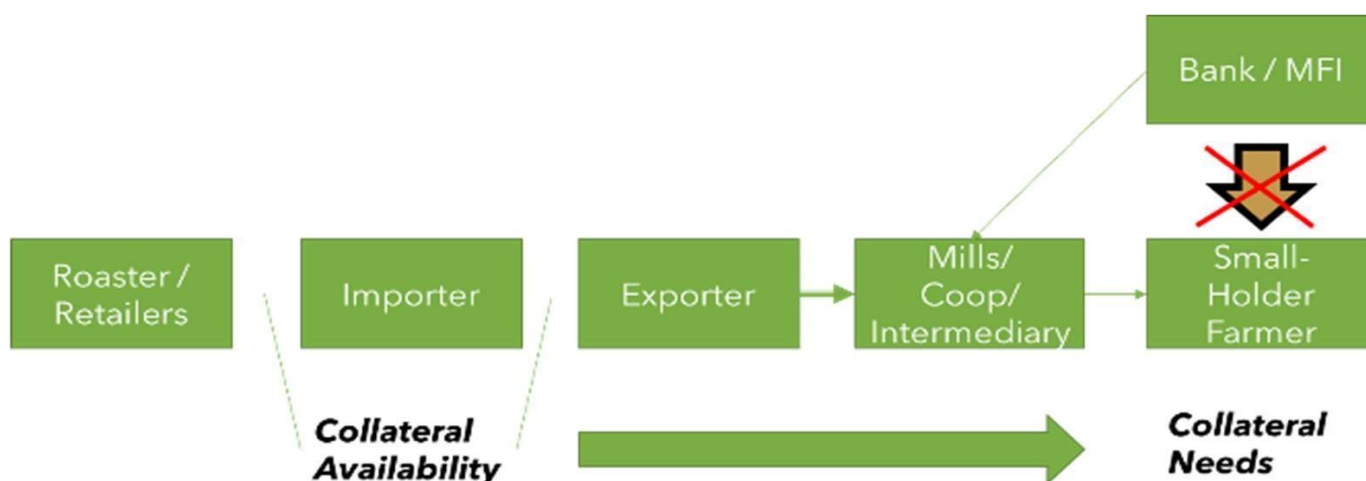 Bank / MFI
Roaster /
Retailers
Importer
Exporter
Mills/
Coop/
Intermediary
Small-
Holder
Farmer
Collateral
Availability
Collateral
Needs